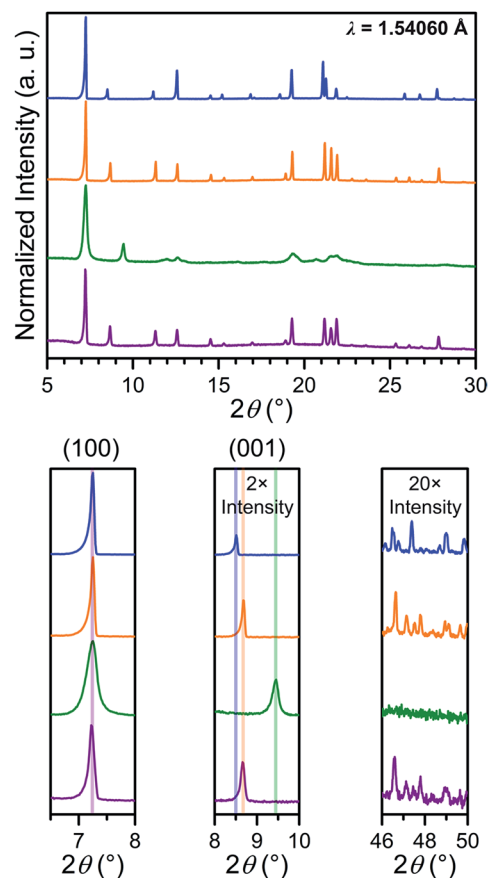 λ = 1.54060 Å
Normalized Intensity (a. u.)
5 10 15 20 25 30
2θ (°)
(100) (001)
2×
Intensity
20×
Intensity
7 8 8 9 10 46 48 50
2θ (°) 2θ (°) 2θ (°)